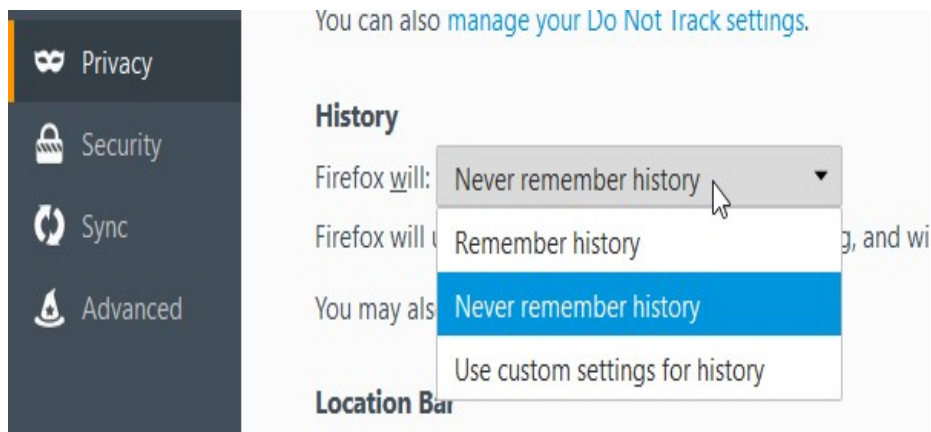 You can also manage your Do Not Track settings.
Privacy
Security
Sync
Advanced
History
Firefox will: Never remember history
Remember history
Never remember history
Use custom settings for history
Firefox will
g, and wi
You may als
Location Bar